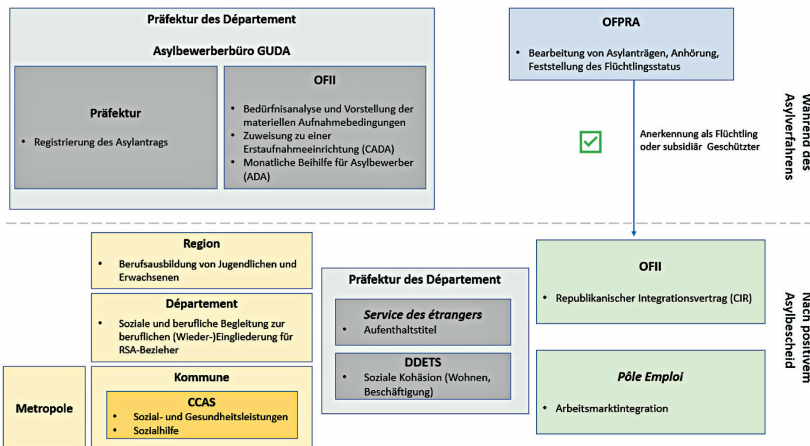 Präfektur des Département
Asylbewerberbüro GUDA
Präfektur
• Registrierung des Asylantrags
OFII
• Bedürfnisanalyse und Vorstellung der
materiellen Aufnahmebedingungen
• Zuweisung zu einer
Erstaufnahmeeinrichtung (CADA)
• Monatliche Beihilfe für Asylbewerber
(ADA)
OFPRA
• Bearbeitung von Asylanträgen, Anhörung,
Feststellung des Flüchtlingsstatus
Anerkennung als Flüchtling
oder subsidiär Geschützter
Während des
Asylverfahrens
Region
• Berufsausbildung von Jugendlichen und
Erwachsenen
Département
• Soziale und berufliche Begleitung zur
beruflichen (Wieder-)Eingliederung für
RSA-Bezieher
Metropole
Kommune
CCAS
• Sozial- und Gesundheitsleistungen
• Sozialhilfe
Präfektur des Département
Service des étrangers
• Aufenthaltstitel
DDETS
• Soziale Kohäsion (Wohnen,
Beschäftigung)
OFII
• Republikanischer Integrationsvertrag (CIR)
Pôle Emploi
• Arbeitsmarktintegration
Nach positivem
Asylbescheid